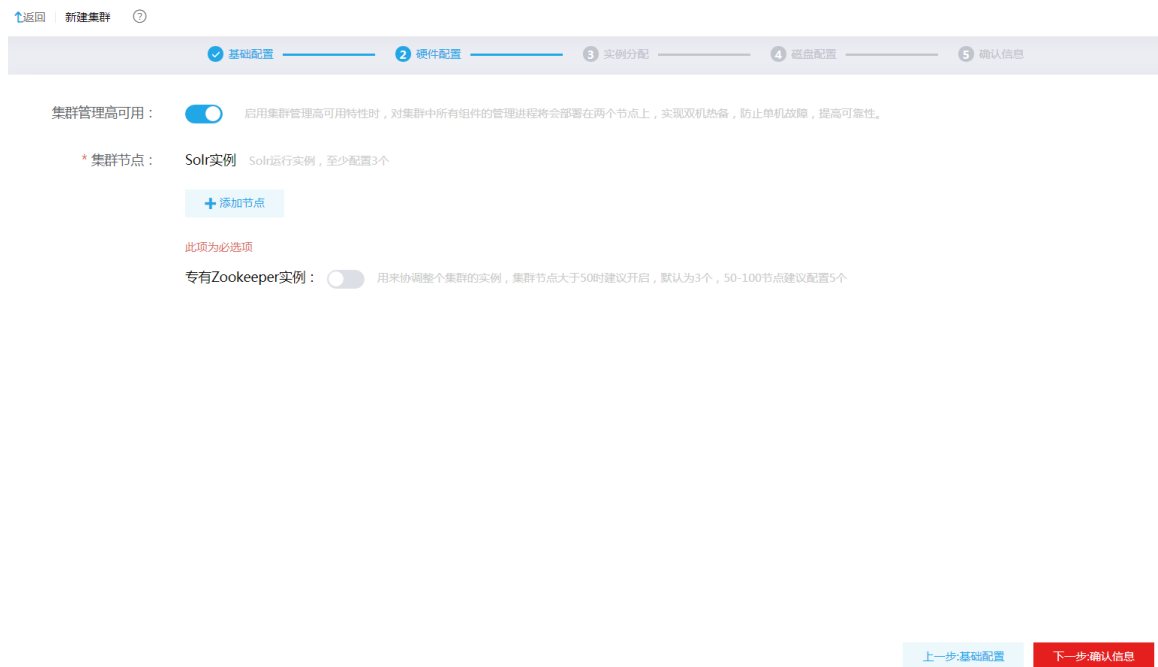 返回 新建集群 ?
基础配置 2 硬件配置 3 实例分配 4 磁盘配置 5 确认信息
集群管理高可用： 启用集群管理高可用特性时，对集群中所有组件的管理进程将会部署在两个节点上，实现双机热备，防止单机故障，提高可靠性。
* 集群节点： Solr实例 Solr运行实例，至少配置3个
+ 添加节点
此项为必选项
专有Zookeeper实例： 用来协调整个集群的实例，集群节点大于50时建议开启，默认为3个，50-100节点建议配置5个
上一步:基础配置 下一步:确认信息